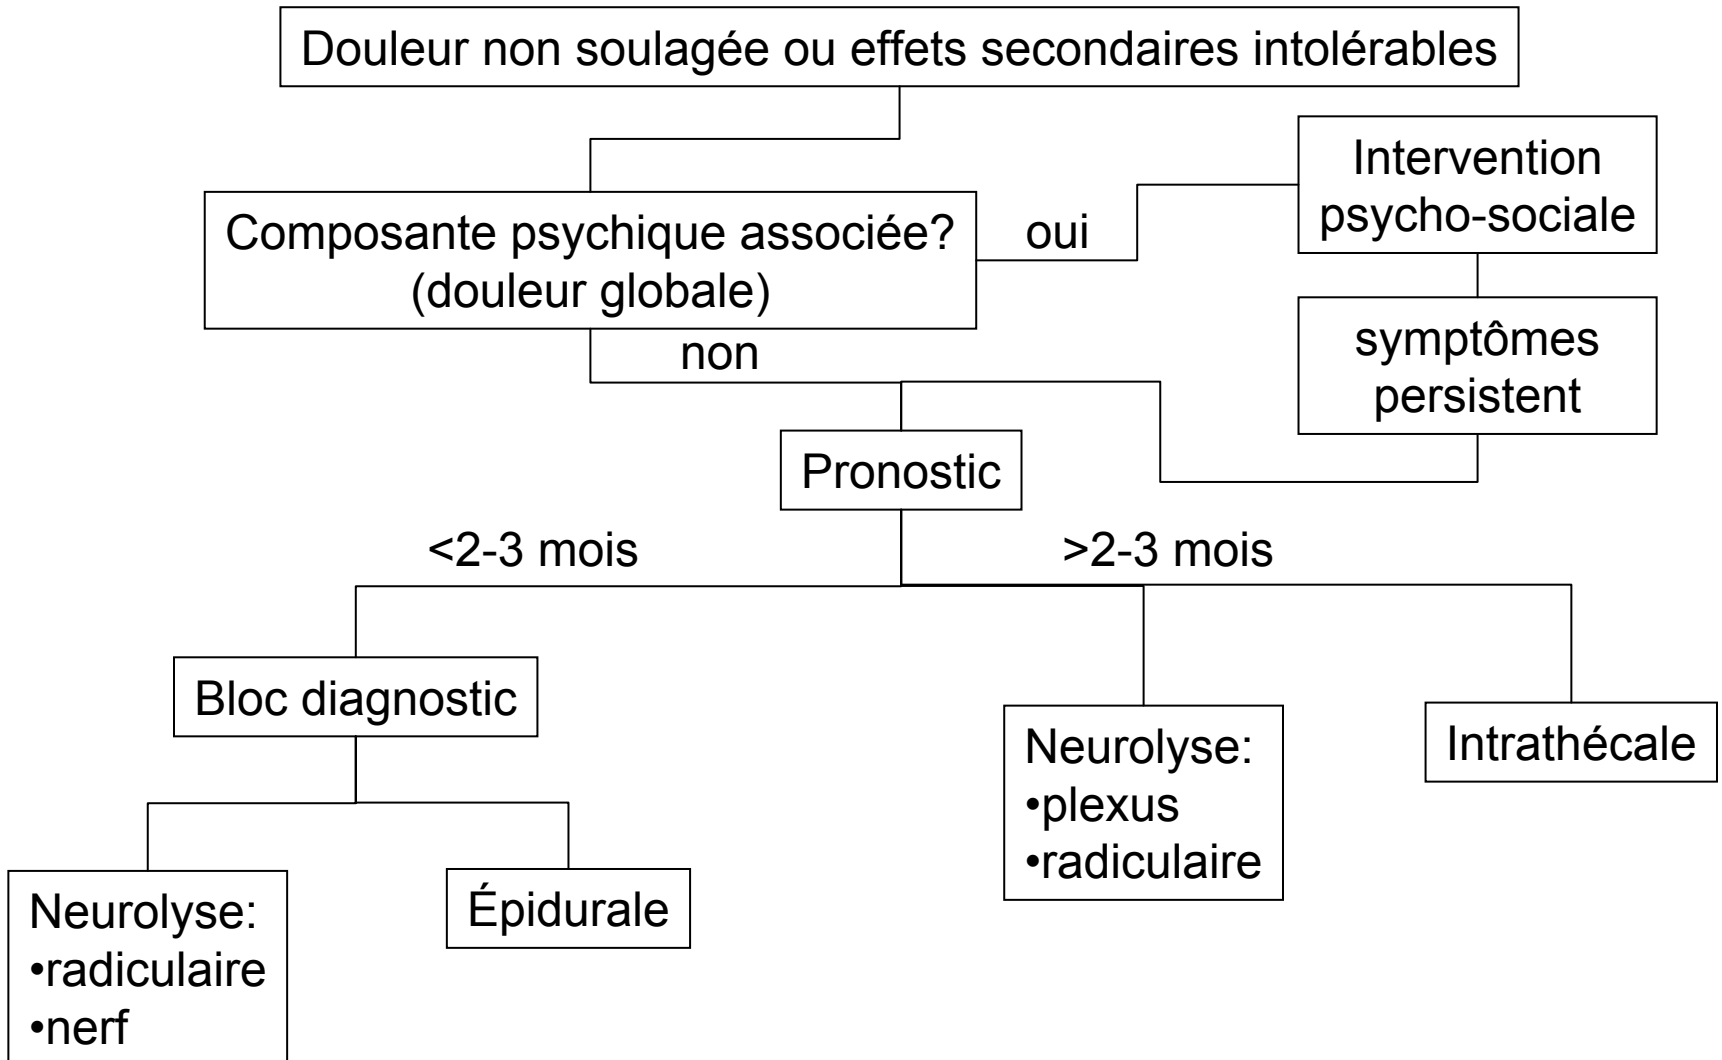 Douleur non soulagée ou effets secondaires intolérables
Intervention
psycho-sociale
Composante psychique associée?
(douleur globale)
oui
symptômes
persistent
non
Pronostic
<2-3 mois
>2-3 mois
Bloc diagnostic
Neurolyse:
•plexus
•radiculaire
Intrathécale
Neurolyse:
•radiculaire
•nerf
Épidurale